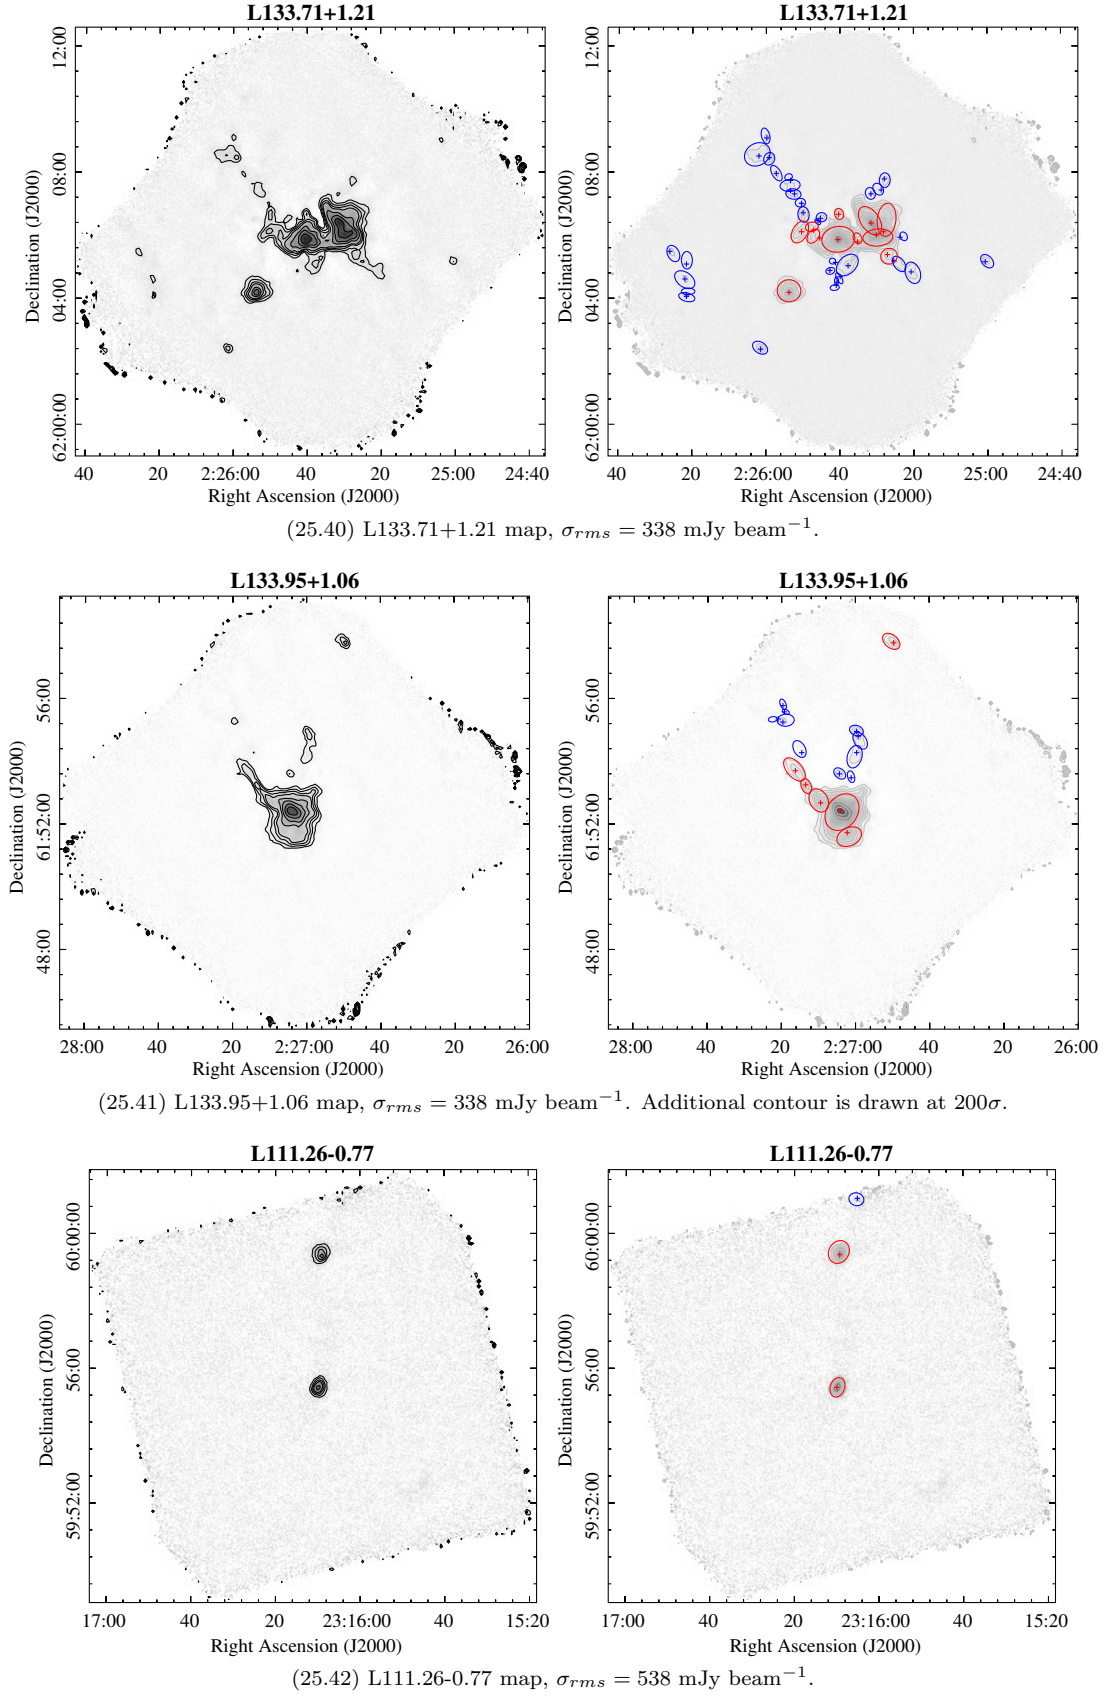 L133.71+1.21
L133.71+1.21
12:00
08:00
04:00
62:00:00
Declination (J2000)
40 20 2:26:00 40 20 25:00 24:40
Right Ascension (J2000)
12:00
08:00
04:00
62:00:00
Declination (J2000)
40 20 2:26:00 40 20 25:00 24:40
Right Ascension (J2000)
(25.40) L133.71+1.21 map, σrms = 338 mJy beam−1.
L133.95+1.06
L133.95+1.06
56:00
61:52:00
48:00
Declination (J2000)
28:00 40 20 2:27:00 40 20 26:00
Right Ascension (J2000)
56:00
61:52:00
48:00
Declination (J2000)
28:00 40 20 2:27:00 40 20 26:00
Right Ascension (J2000)
(25.41) L133.95+1.06 map, σrms = 338 mJy beam−1. Additional contour is drawn at 200σ.
L111.26-0.77
L111.26-0.77
60:00:00
56:00
59:52:00
Declination (J2000)
17:00 40 20 23:16:00 40 15:20
Right Ascension (J2000)
60:00:00
56:00
59:52:00
Declination (J2000)
17:00 40 20 23:16:00 40 15:20
Right Ascension (J2000)
(25.42) L111.26-0.77 map, σrms = 538 mJy beam−1.